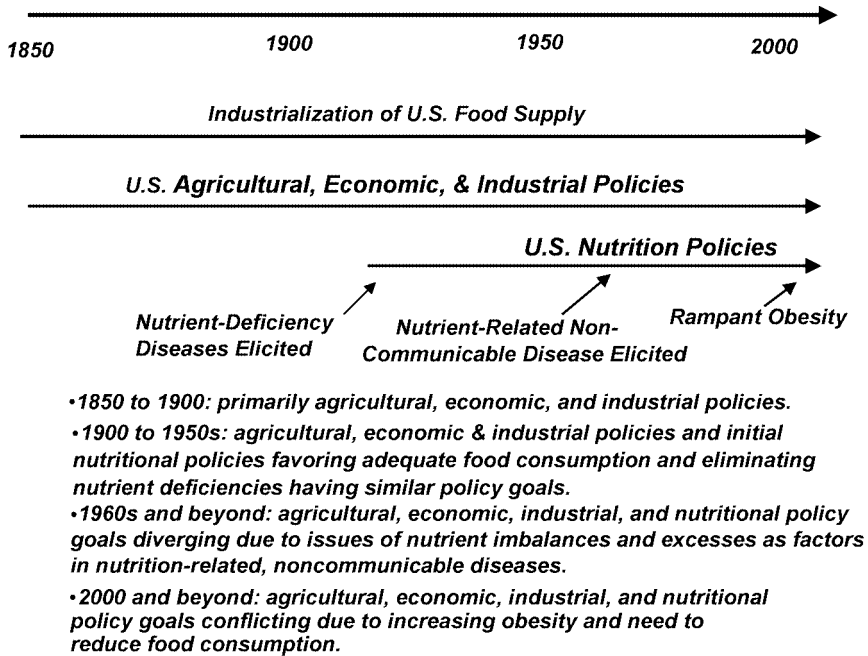 1850 1900 1950 2000
Industrialization of U.S. Food Supply
U.S. Agricultural, Economic, & Industrial Policies
U.S. Nutrition Policies
Nutrient-Deficiency
Diseases Elicited
Nutrient-Related Non-
Communicable Disease Elicited
Rampant Obesity
•1850 to 1900: primarily agricultural, economic, and industrial policies.
•1900 to 1950s: agricultural, economic & industrial policies and initial
nutritional policies favoring adequate food consumption and eliminating
nutrient deficiencies having similar policy goals.
•1960s and beyond: agricultural, economic, industrial, and nutritional policy
goals diverging due to issues of nutrient imbalances and excesses as factors
in nutrition-related, noncommunicable diseases.
•2000 and beyond: agricultural, economic, industrial, and nutritional
policy goals conflicting due to increasing obesity and need to
reduce food consumption.